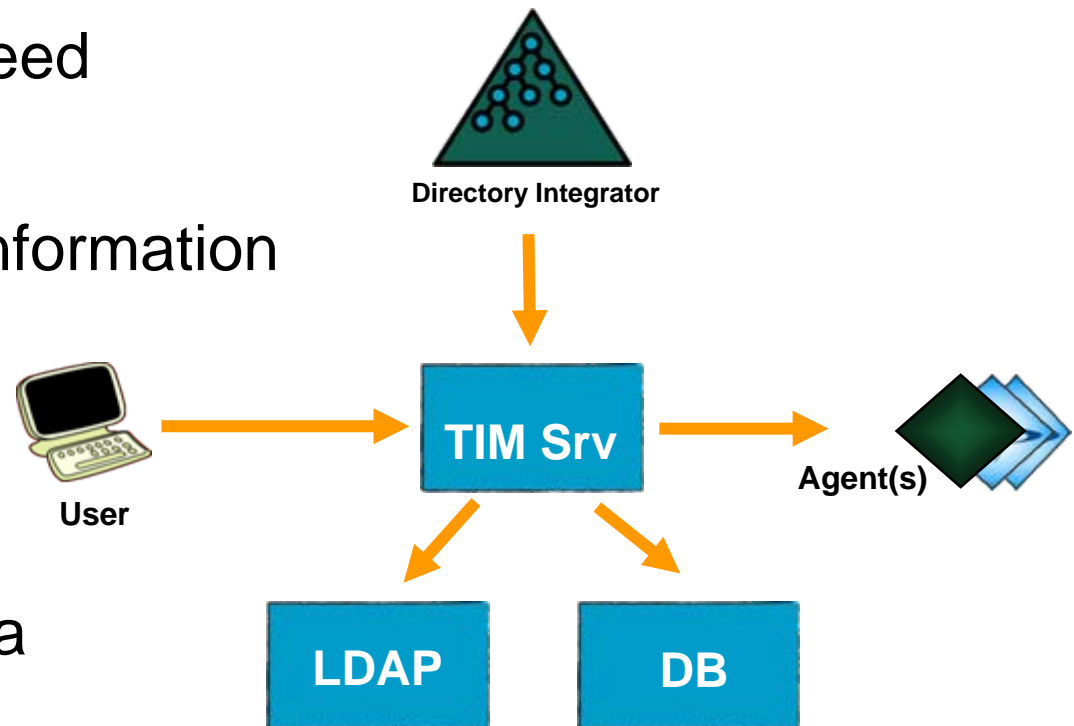 eed
Directory Integrator
nformation
TIM Srv
Agent(s)
User
a
LDAP
DB